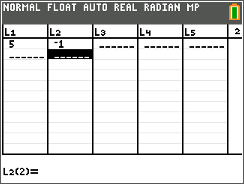 NORMAL FLOAT AUTO REAL RADIAN MP
L1 L2 L3 L4 L5 2
5 -1 ------ ------ ------
------ ------
L2(2)=